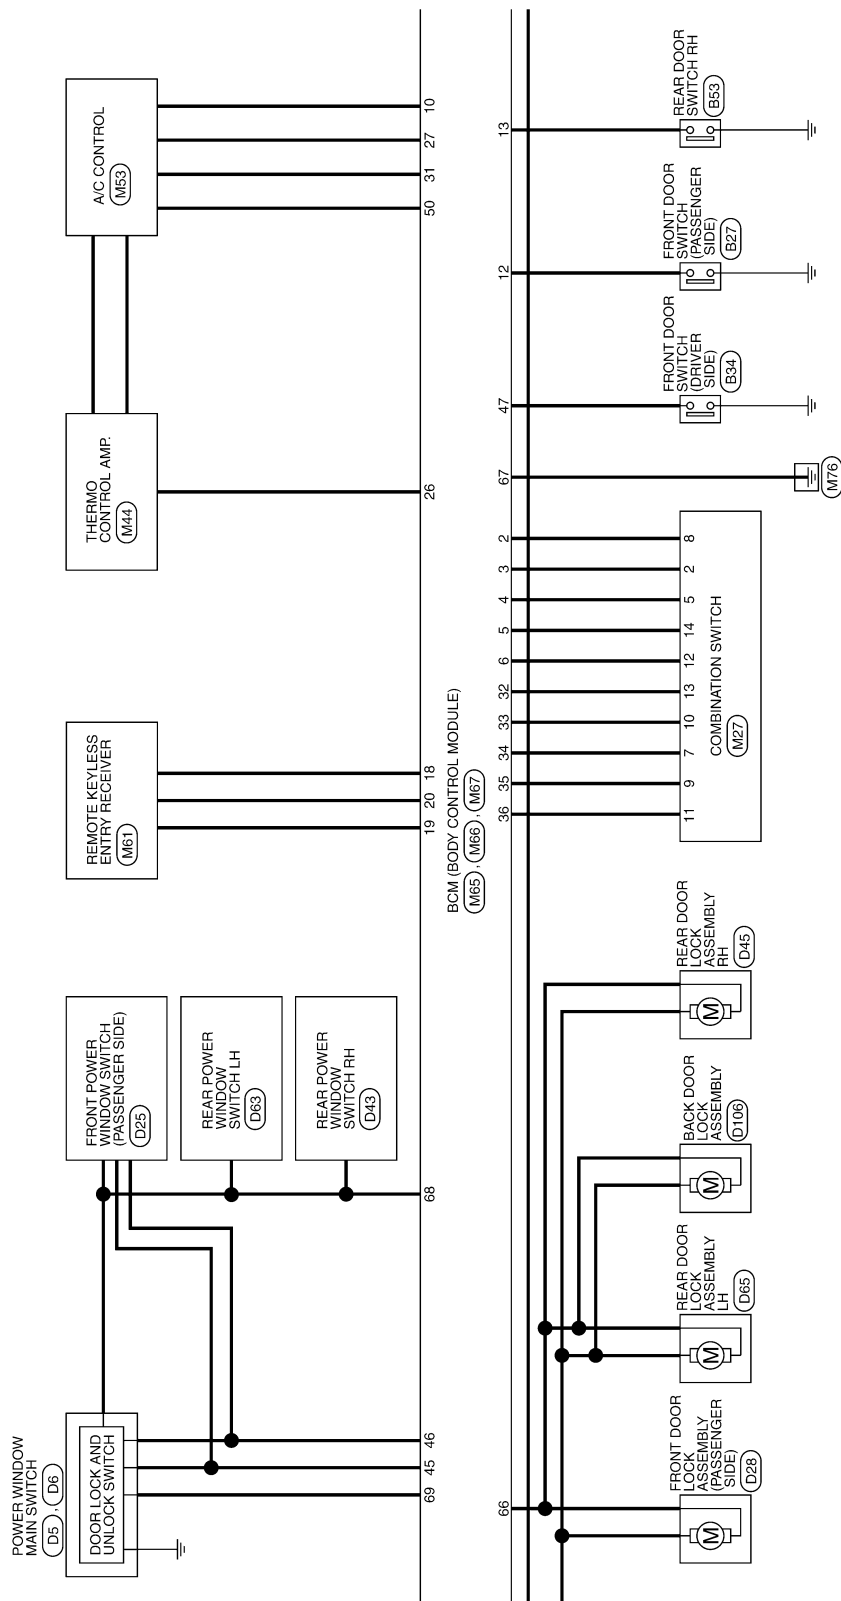 POWER WINDOW
MAIN SWITCH
D5 , D6
DOOR LOCK AND
UNLOCK SWITCH
69
45
46
FRONT POWER
WINDOW SWITCH
(PASSENGER SIDE)
D25
REAR POWER
WINDOW
SWITCH LH
D63
REAR POWER
WINDOW
SWITCH RH
D43
68
REMOTE KEYLESS
ENTRY RECEIVER
M61
19
20
18
THERMO
CONTROL AMP.
M44
26
A/C CONTROL
M53
50
31
27
10
BCM (BODY CONTROL MODULE)
M65 , M66 , M67
66
36
35
34
33
32
6
5
4
3
2
67
47
12
13
FRONT DOOR
LOCK
ASSEMBLY
(PASSENGER
SIDE)
D28
M
REAR DOOR
LOCK
ASSEMBLY
LH
D65
M
BACK DOOR
LOCK
ASSEMBLY
D106
M
REAR DOOR
LOCK
ASSEMBLY
RH
D45
M
11
9
7
10
13
12
14
5
2
8
COMBINATION SWITCH
M27
M76
FRONT DOOR
SWITCH
(DRIVER
SIDE)
B34
FRONT DOOR
SWITCH
(PASSENGER
SIDE)
B27
REAR DOOR
SWITCH RH
B53